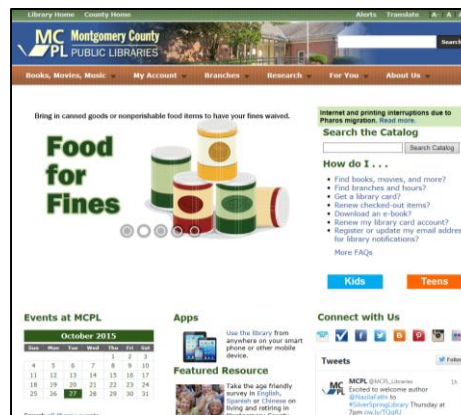 Library Home County Home Alerts Translate A- A A
MC
PL
Montgomery County
PUBLIC LIBRARIES
Search
Books, Movies, Music My Account Branches Research For You About Us
Bring in canned goods or nonperishable food items to have your fines waived.
Food
for
Fines
Internet and printing interruptions due to
Pharos migration. Read more.
Search the Catalog
Search Catalog
How do I . . .
Find books, movies, and more?
Find branches and hours?
Get a library card?
Renew checked-out items?
Download an e-book?
Renew my library card account?
Register or update my email addres
for library notifications?
More FAQs
Kids Teens
Events at MCPL
October 2015
Sun Mon Tue Wed Thu Fri Sat
1 2 3
4 5 6 7 8 9 10
11 12 13 14 15 16 17
18 19 20 21 22 23 24
25 26 27 28 29 30 31
Apps
Use the library from
anywhere on your smart
phone or other mobile
device.
Featured Resource
Take the age friendly
survey in English,
Spanish or Chinese on
living and retiring in
Montgomery County
Connect with Us
Tweets Follow
MCPL @MCPL_Libraries 1h
Excited to welcome author
@NadiaFathi to
#SilverSpringLibrary Thursday at
7pm